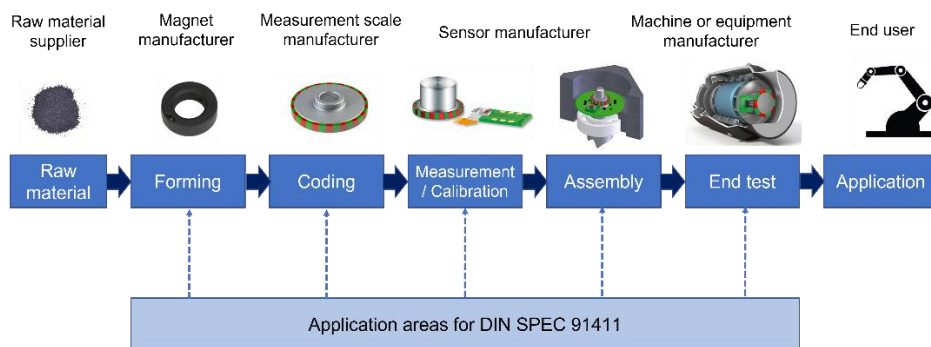 Raw material
supplier
Magnet
manufacturer
Measurement scale
manufacturer
Sensor manufacturer
Machine or equipment
manufacturer
End user
Raw
material
Forming
Coding
Measurement
/ Calibration
Assembly
End test
Application
Application areas for DIN SPEC 91411